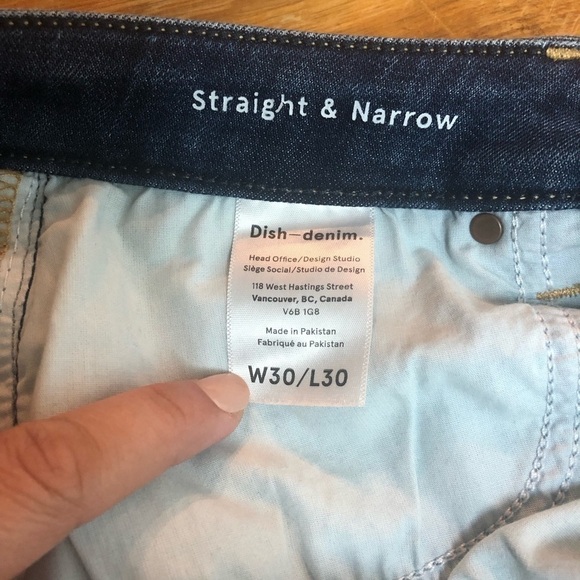 Straight & Narrow
Dish—denim.
Head Office/Design Studio
Siège Social/Studio de Design
118 West Hastings Street
Vancouver, BC, Canada
V6B 1G8
Made in Pakistan
Fabriqué au Pakistan
W30/L30